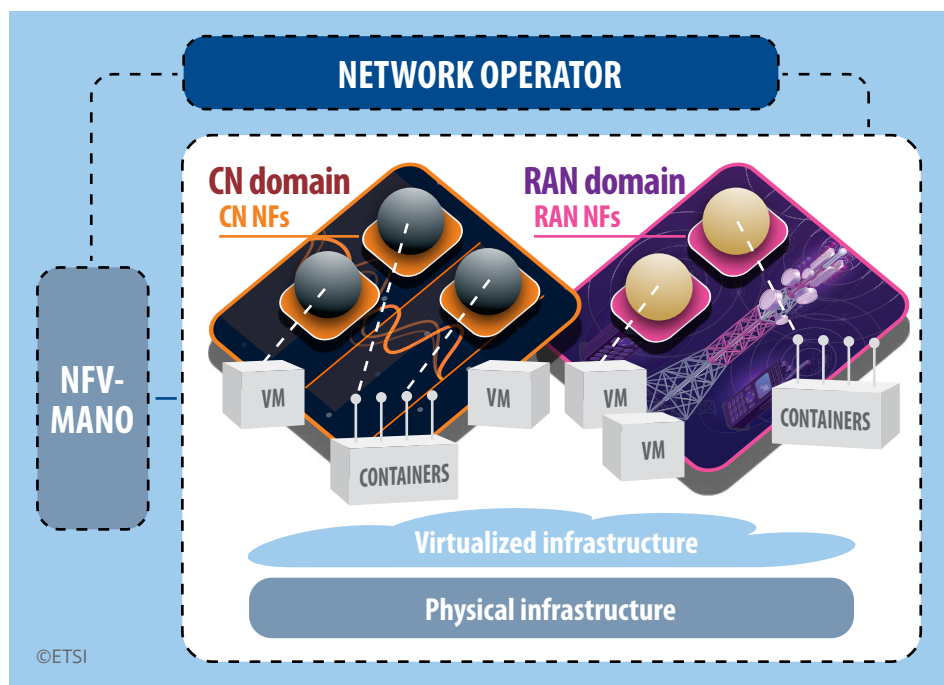 NETWORK OPERATOR
CN domain
CN NFs
RAN domain
RAN NFs
NFV-
MANO
VM
VM
CONTAINERS
VM
VM
CONTAINERS
Virtualized infrastructure
Physical infrastructure
©ETSI